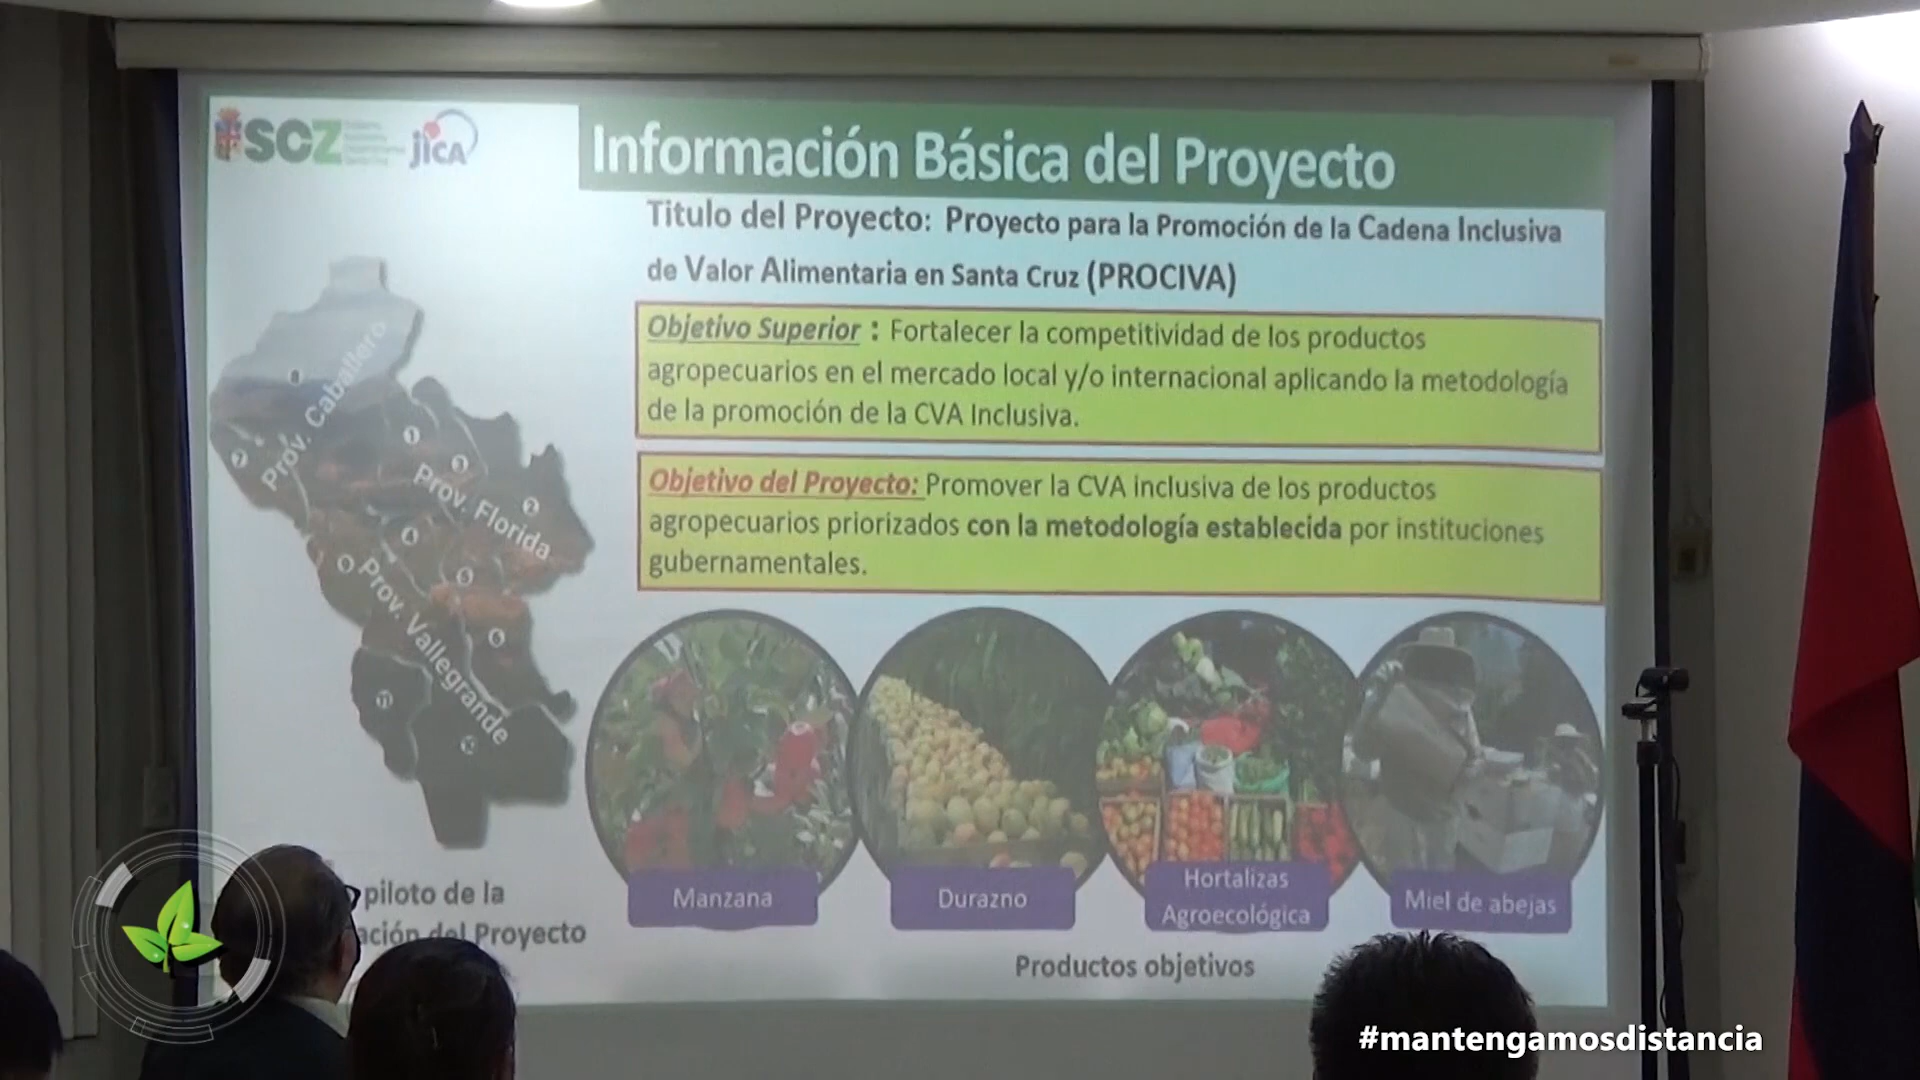 SCZ
jica
Información Básica del Proyecto
Titulo del Proyecto: Proyecto para la Promoción de la Cadena Inclusiva
de Valor Alimentaria en Santa Cruz (PROCIVA)
Objetivo Superior : Fortalecer la competitividad de los productos
agropecuarios en el mercado local y/o internacional aplicando la metodología
de la promoción de la CVA Inclusiva.
Objetivo del Proyecto: Promover la CVA inclusiva de los productos
agropecuarios priorizados con la metodología establecida por instituciones
gubernamentales.
Prov. Caballero
Prov. Florida
Prov. Vallegrande
Manzana
Durazno
Hortalizas
Agroecológica
Miel de abejas
piloto de la
del Proyecto
Productos objetivos
#mantengamosdistancia